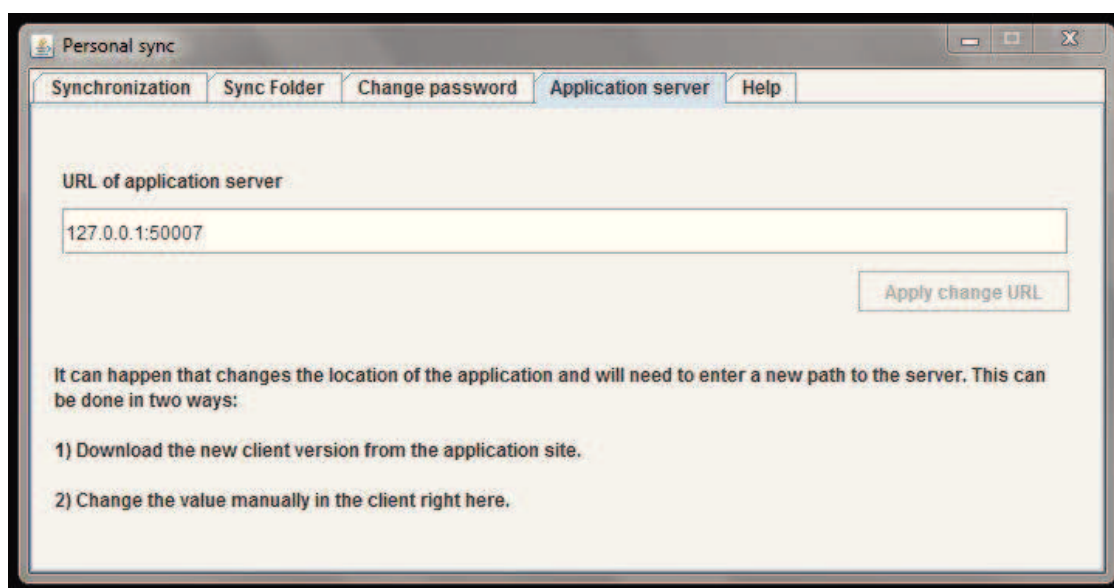 Personal sync
Synchronization Sync Folder Change password Application server Help
URL of application server
127.0.0.1:50007
Apply change URL
It can happen that changes the location of the application and will need to enter a new path to the server. This can
be done in two ways:
1) Download the new client version from the application site.
2) Change the value manually in the client right here.